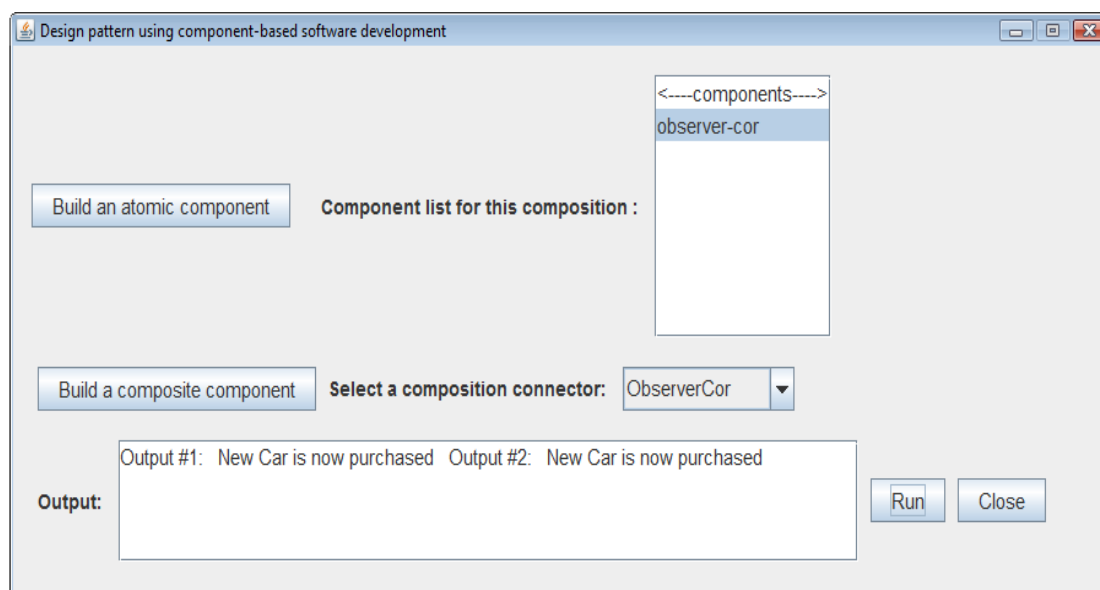 Design pattern using component-based software development
<----components---->
observer-cor
Build an atomic component
Component list for this composition :
Build a composite component
Select a composition connector:
ObserverCor
Output #1:   New Car is now purchased   Output #2:   New Car is now purchased
Output:
Run
Close